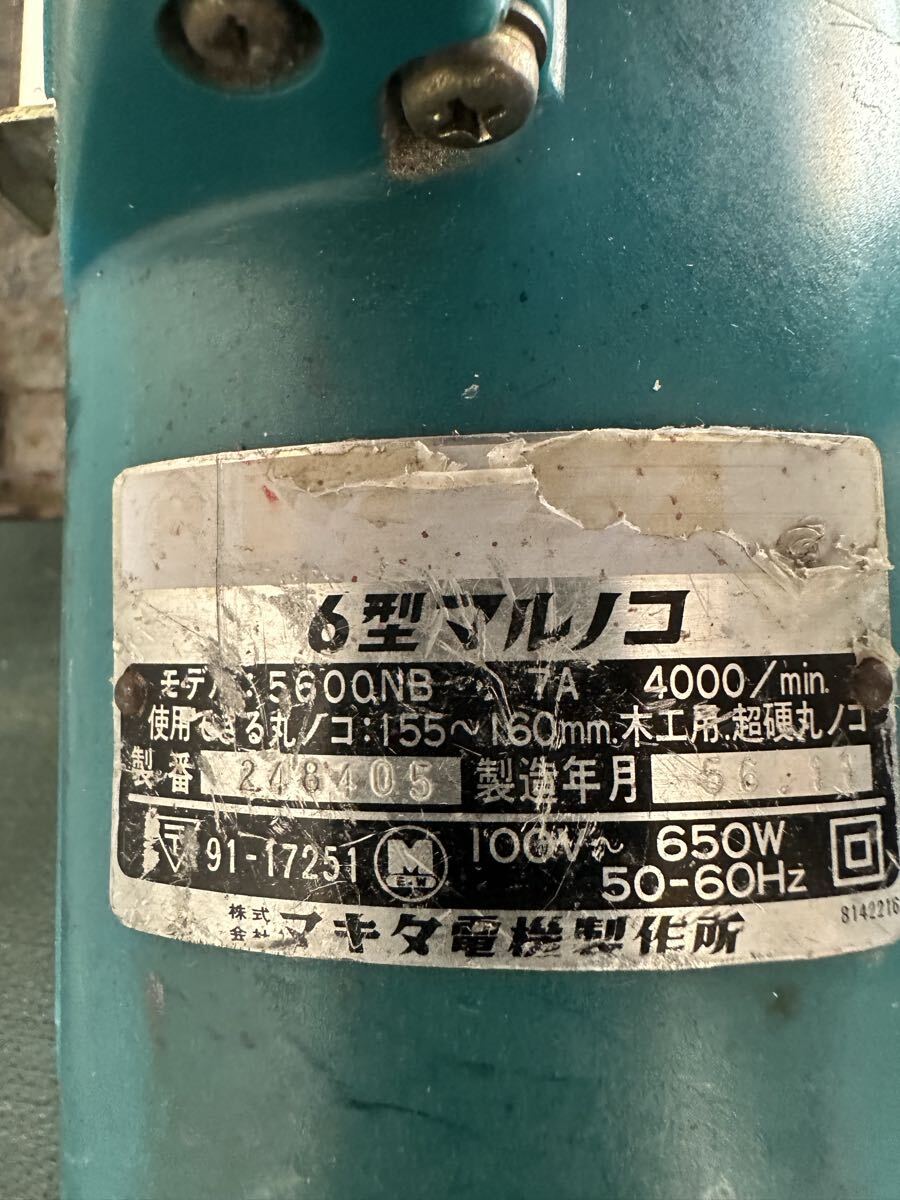 6型マルノコ
モデル:5600NB 7A 4000/min.
使用できる丸ノコ:155～160mm.木工用.超硬丸ノコ
製番 248405 製造年月 56.11
〒 91-17251 M E.W 100V～ 650W
50-60Hz
株式会社 マキタ電機製作所 8142216